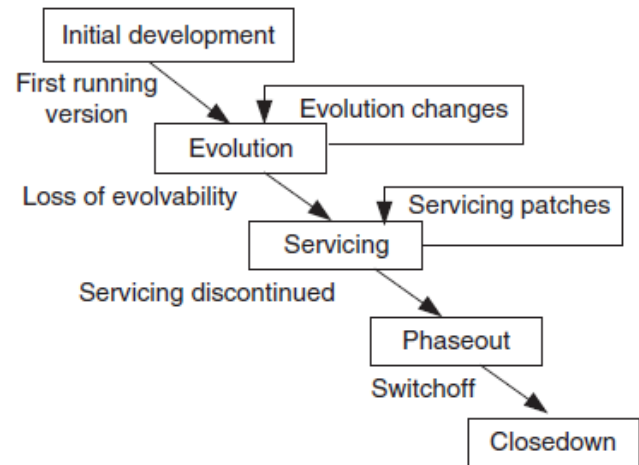 Initial development
First running
version
Evolution changes
Evolution
Loss of evolvability
Servicing patches
Servicing
Servicing discontinued
Phaseout
Switchoff
Closedown